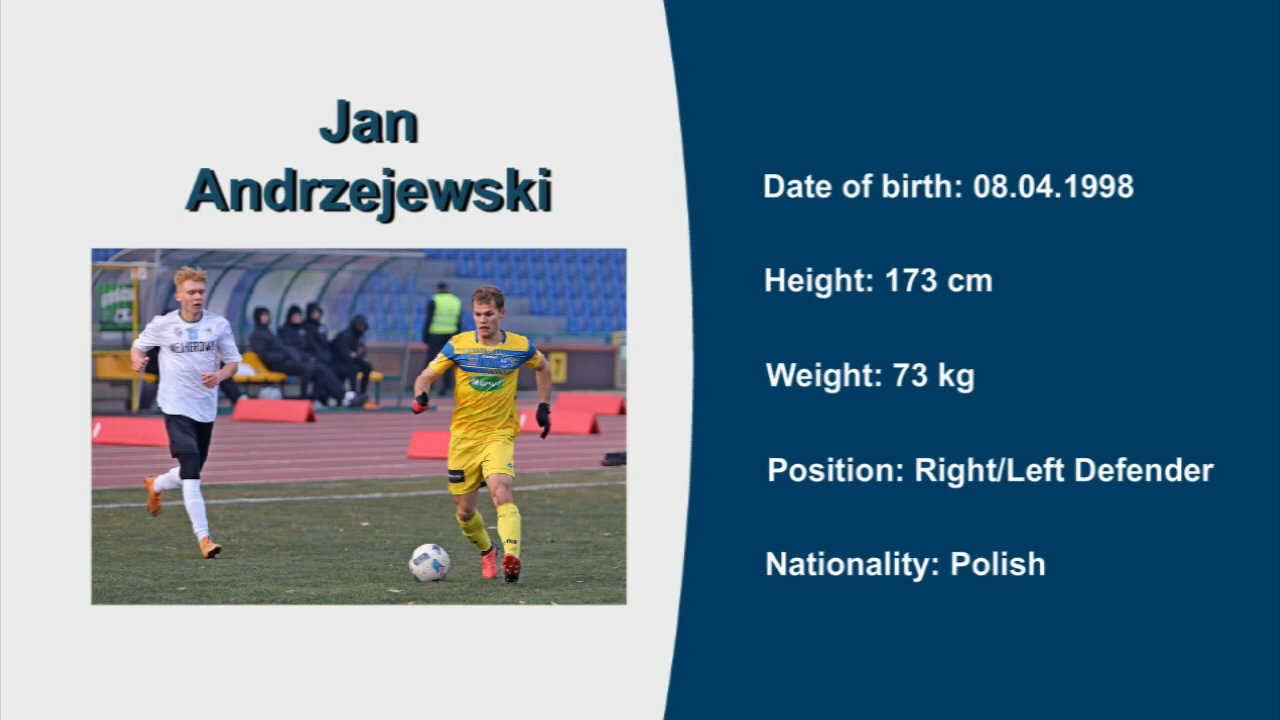 Jan
Andrzejewski
Date of birth: 08.04.1998
Height: 173 cm
Weight: 73 kg
Position: Right/Left Defender
Nationality: Polish